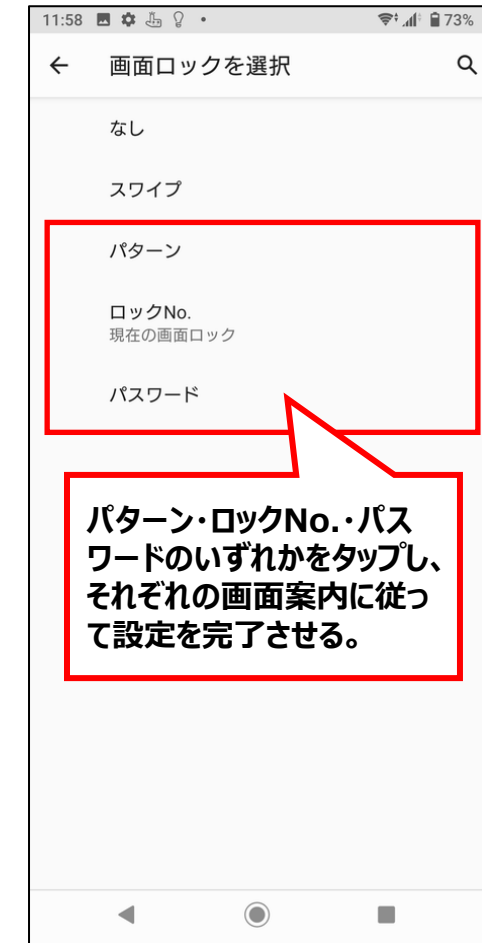 11:58 73%
画面ロックを選択
なし
スワイプ
パターン
ロックNo.
現在の画面ロック
パスワード
パターン・ロックNo.・パス
ワードのいずれかをタップし、
それぞれの画面案内に従っ
て設定を完了させる。